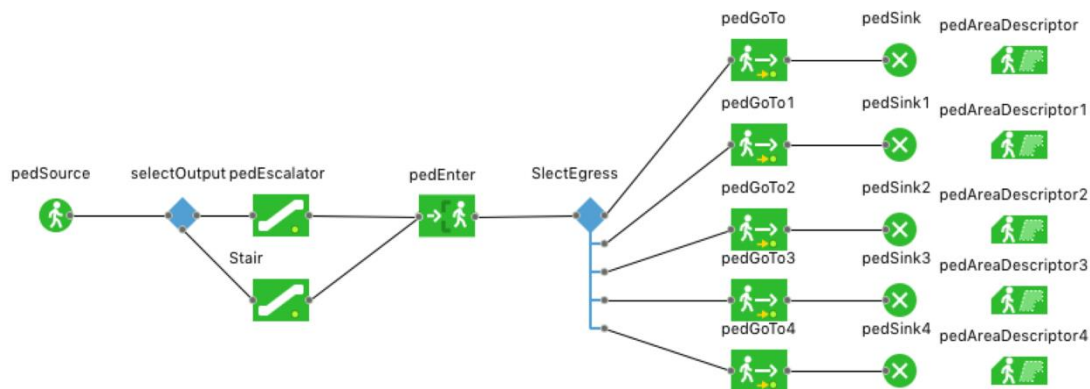 pedGoTo pedSink pedAreaDescriptor
pedGoTo1 pedSink1 pedAreaDescriptor1
pedSource selectOutput pedEscalator pedEnter SlectEgress
pedGoTo2 pedSink2 pedAreaDescriptor2
Stair
pedGoTo3 pedSink3 pedAreaDescriptor3
pedGoTo4 pedSink4 pedAreaDescriptor4